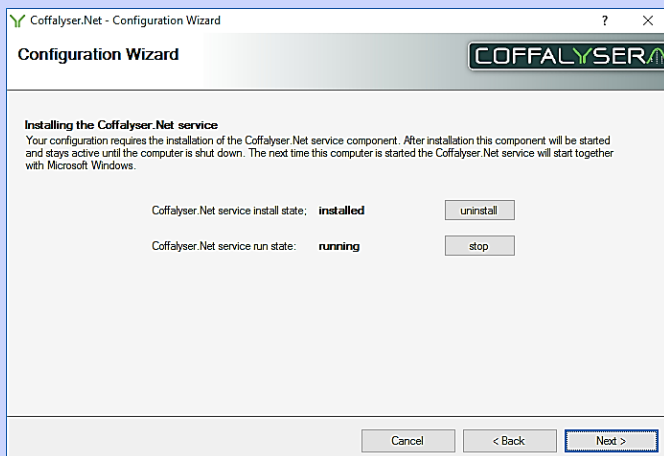 Coffalyser.Net - Configuration Wizard
Configuration Wizard
COFFALYSER
Installing the Coffalyser.Net service
Your configuration requires the installation of the Coffalyser.Net service component. After installation this component will be started
and stays active until the computer is shut down. The next time this computer is started the Coffalyser.Net service will start together
with Microsoft Windows.
Coffalyser.Net service install state; installed uninstall
Coffalyser.Net service run state: running stop
Cancel < Back Next >